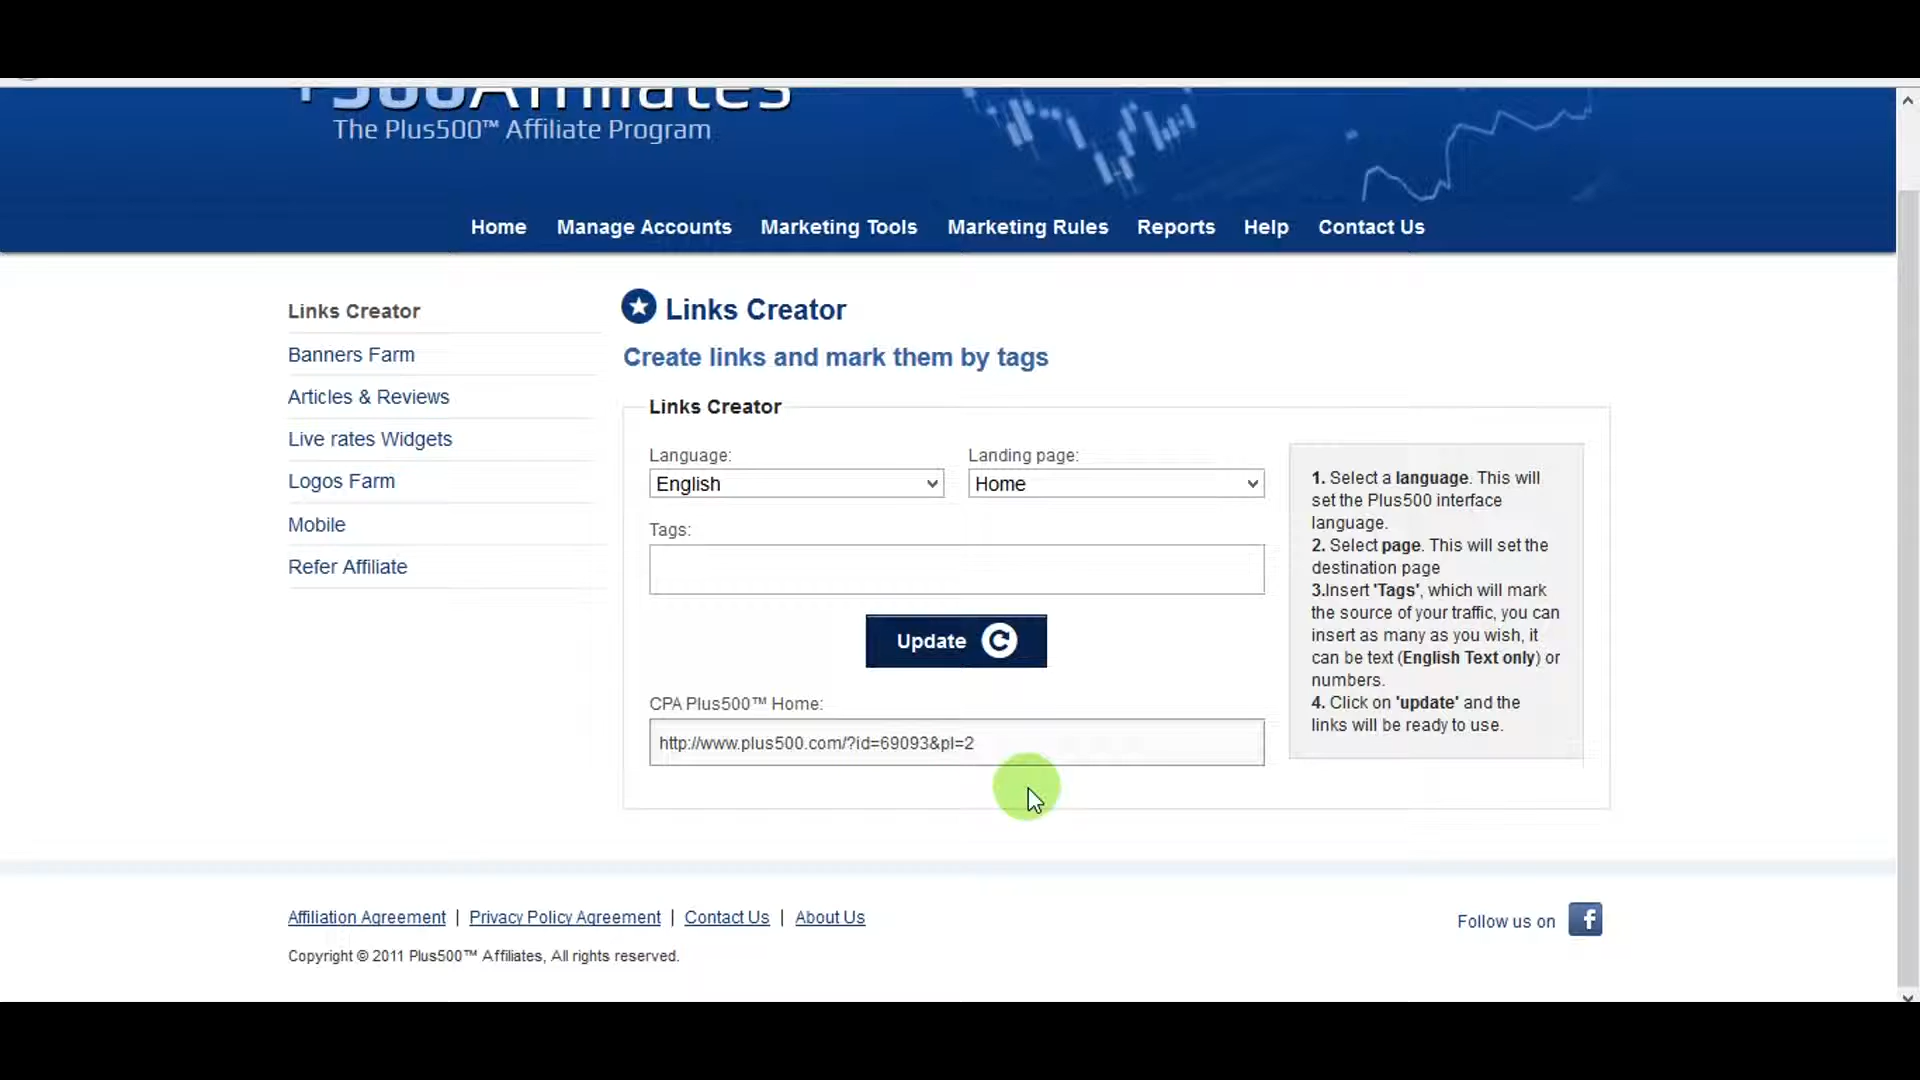 +500Affiliates
The Plus500™ Affiliate Program
Home Manage Accounts Marketing Tools Marketing Rules Reports Help Contact Us
Links Creator
Banners Farm
Articles & Reviews
Live rates Widgets
Logos Farm
Mobile
Refer Affiliate
Links Creator
Create links and mark them by tags
Links Creator
Language: Landing page:
English Home
Tags:
Update
CPA Plus500™ Home:
http://www.plus500.com/?id=69093&pl=2
1. Select a language. This will
set the Plus500 interface
language.
2. Select page. This will set the
destination page
3.Insert 'Tags', which will mark
the source of your traffic, you can
insert as many as you wish, it
can be text (English Text only) or
numbers.
4. Click on 'update' and the
links will be ready to use.
Affiliation Agreement | Privacy Policy Agreement | Contact Us | About Us
Follow us on f
Copyright © 2011 Plus500™ Affiliates, All rights reserved.